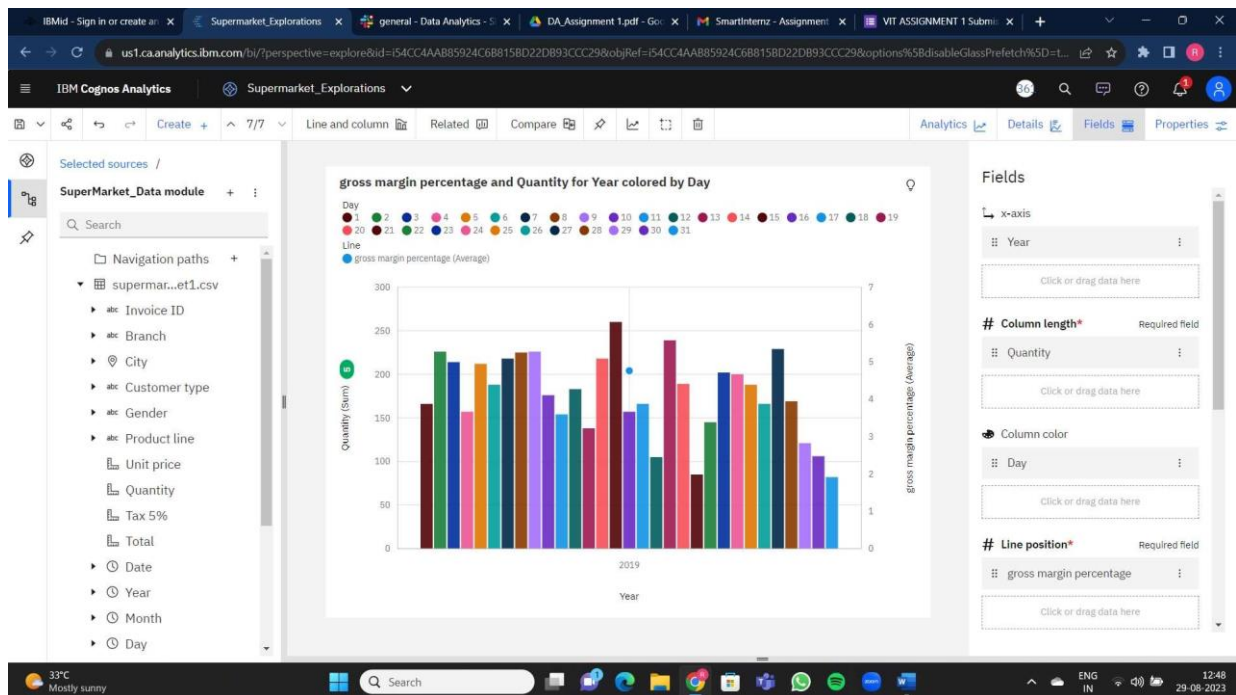 IBMid - Sign in or create an
Supermarket_Explorations
general - Data Analytics - S
DA_Assignment 1.pdf - Goo
SmartInternz - Assignment
VIT ASSIGNMENT 1 Submis
us1.ca.analytics.ibm.com/bi/?perspective=explore&id=i54CC4AAB85924C6B815BD22DB93CCC29&objRef=i54CC4AAB85924C6B815BD22DB93CCC29&options%5BdisableGlassPrefetch%5D=t...
R
IBM Cognos Analytics
Supermarket_Explorations
1
Create +
7/7
Line and column
Related
Compare
Analytics
Details
Fields
Properties
Selected sources /
SuperMarket_Data module
Search
Navigation paths
supermar...et1.csv
abc Invoice ID
abc Branch
City
abc Customer type
abc Gender
abc Product line
Unit price
Quantity
Tax 5%
Total
Date
Year
Month
Day
gross margin percentage and Quantity for Year colored by Day
Day
1 2 3 4 5 6 7 8 9 10 11 12 13 14 15 16 17 18 19
20 21 22 23 24 25 26 27 28 29 30 31
Line
gross margin percentage (Average)
300
250
200
150
100
50
0
Quantity (Sum)
7
6
5
4
3
2
1
0
gross margin percentage (Average)
2019
Year
Fields
x-axis
Year
Click or drag data here
# Column length* Required field
Quantity
Click or drag data here
Column color
Day
Click or drag data here
# Line position* Required field
gross margin percentage
Click or drag data here
33°C
Mostly sunny
Search
ENG
IN
12:48
29-08-2023